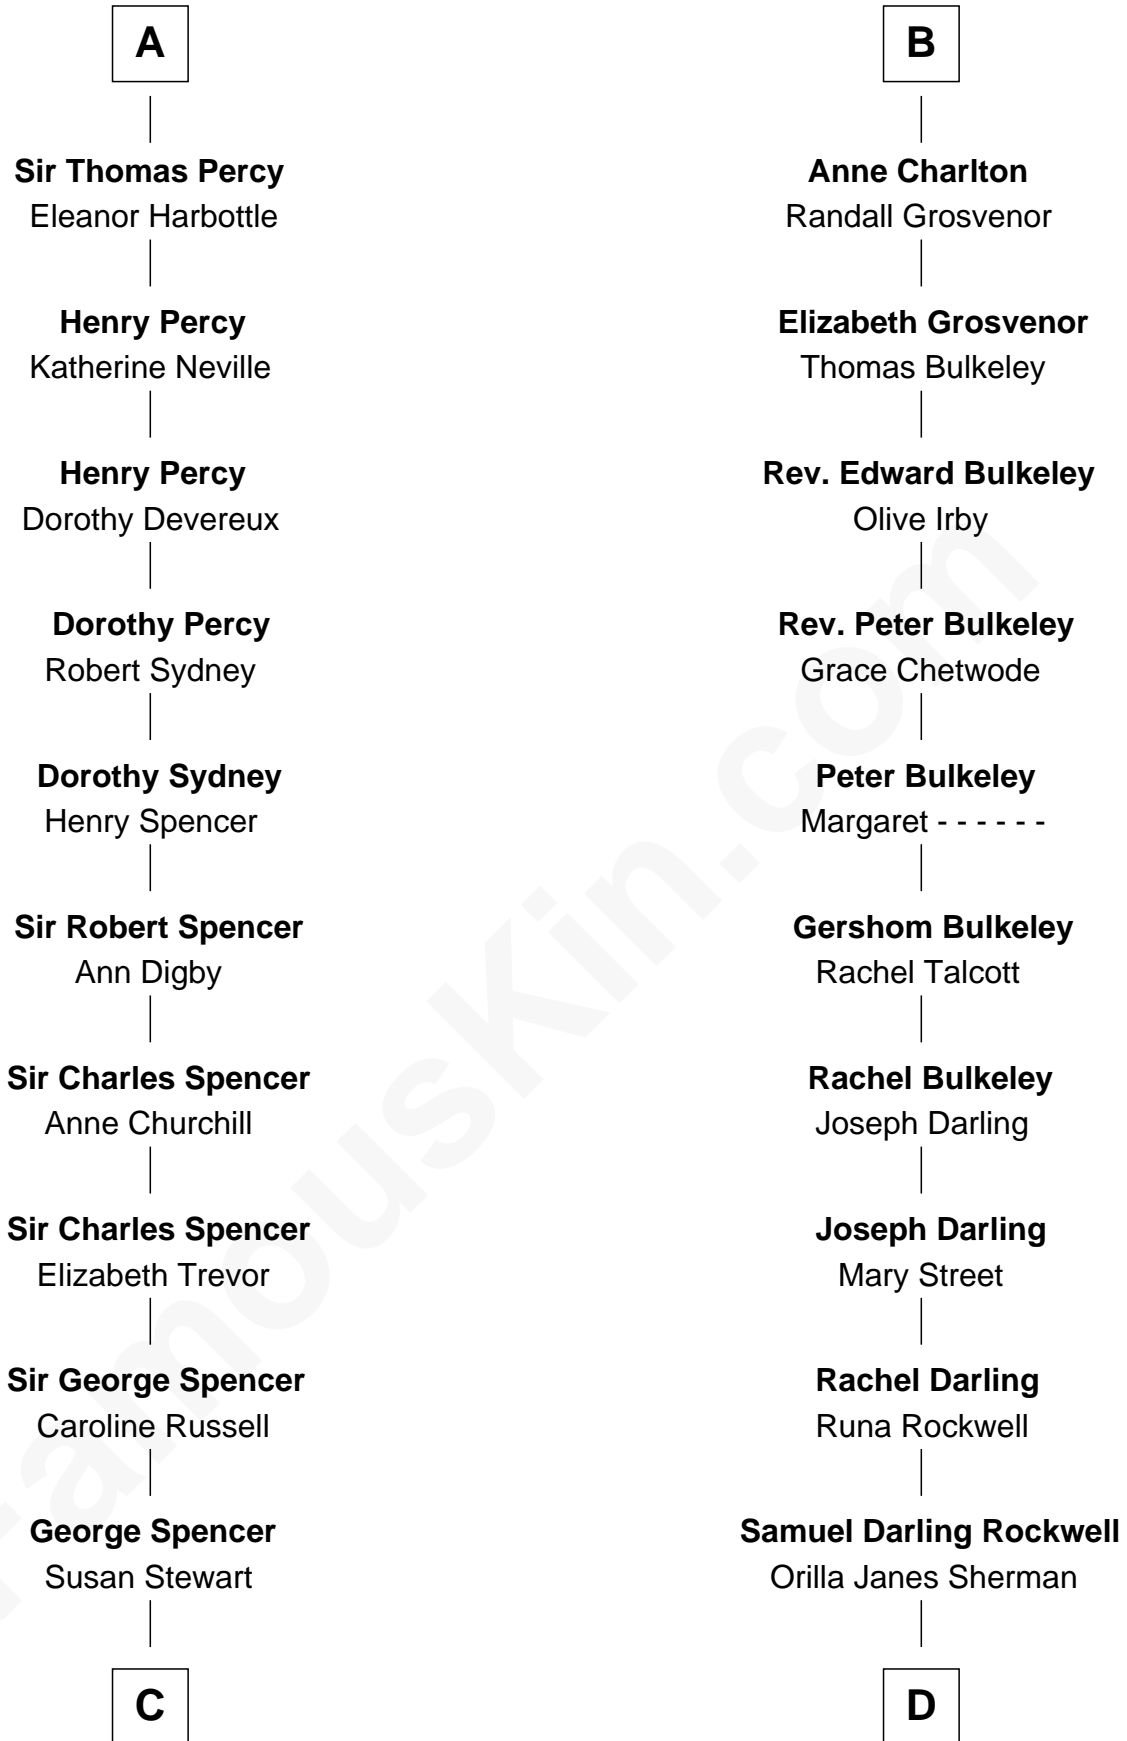 A
Sir Thomas Percy
Eleanor Harbottle
Henry Percy
Katherine Neville
Henry Percy
Dorothy Devereux
Dorothy Percy
Robert Sydney
Dorothy Sydney
Henry Spencer
Sir Robert Spencer
Ann Digby
Sir Charles Spencer
Anne Churchill
Sir Charles Spencer
Elizabeth Trevor
Sir George Spencer
Caroline Russell
George Spencer
Susan Stewart
C
B
Anne Charlton
Randall Grosvenor
Elizabeth Grosvenor
Thomas Bulkeley
Rev. Edward Bulkeley
Olive Irby
Rev. Peter Bulkeley
Grace Chetwode
Peter Bulkeley
Margaret - - - - - -
Gershom Bulkeley
Rachel Talcott
Rachel Bulkeley
Joseph Darling
Joseph Darling
Mary Street
Rachel Darling
Runa Rockwell
Samuel Darling Rockwell
Orilla Janes Sherman
D
FamousKin.com